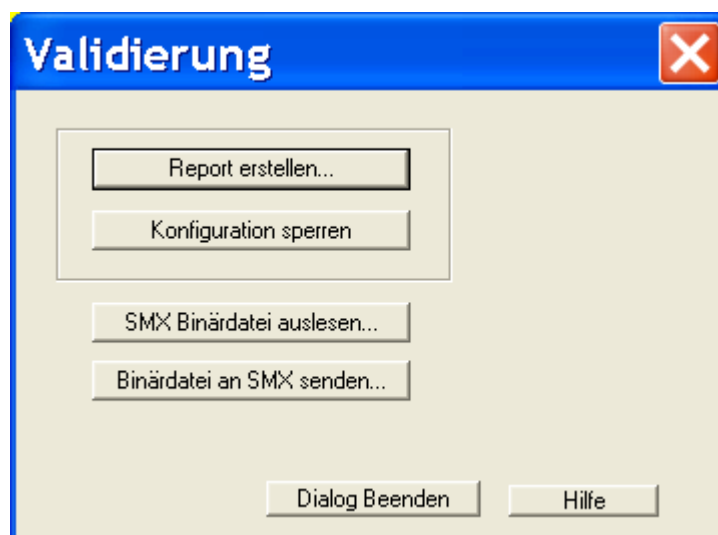 Validierung
Report erstellen...
Konfiguration sperren
SMX Binärdatei auslesen...
Binärdatei an SMX senden...
Dialog Beenden
Hilfe